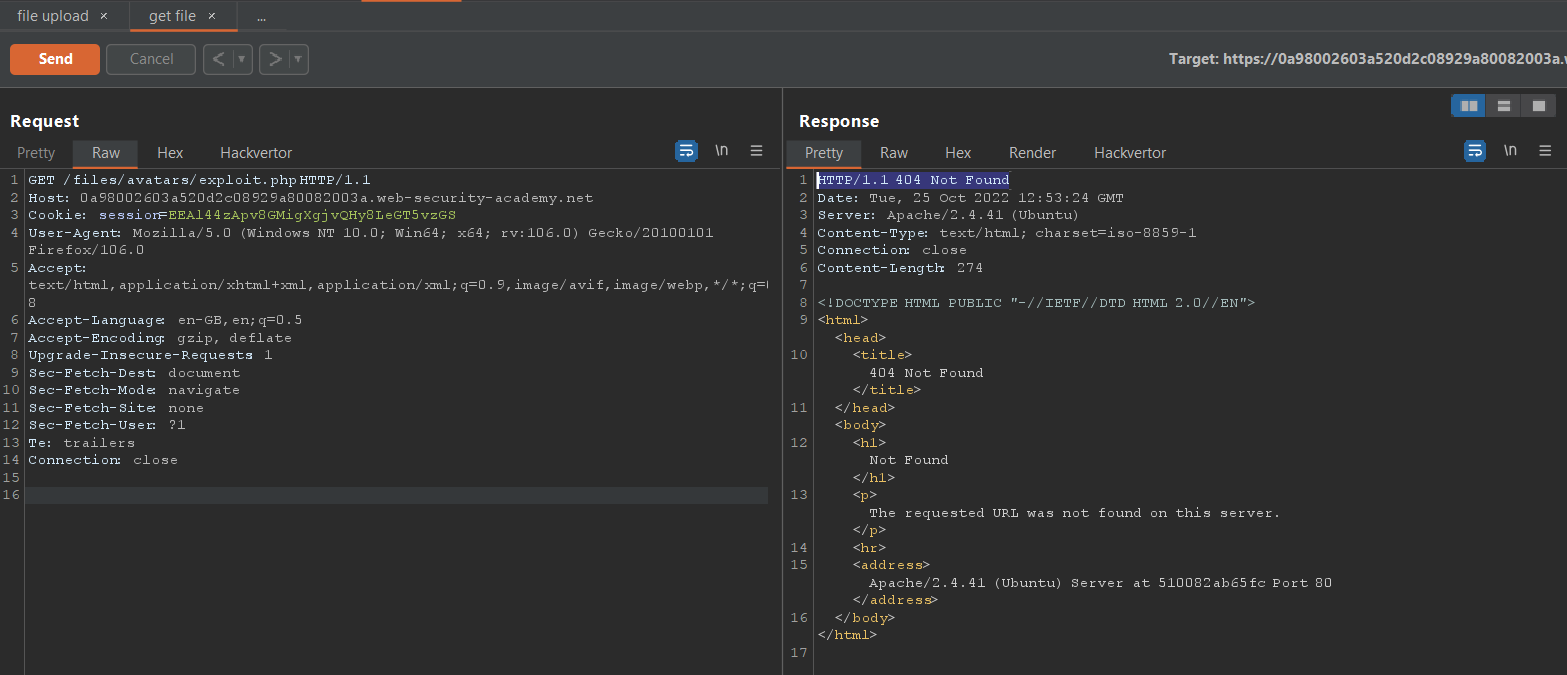 file upload × get file × ...
Send Cancel < ▾ > ▾ Target: https://0a98002603a520d2c08929a80082003a.
Request
Pretty Raw Hex Hackvertor \n ☰
1 GET /files/avatars/exploit.php HTTP/1.1
2 Host: 0a98002603a520d2c08929a80082003a.web-security-academy.net
3 Cookie: session=EEAl44zApv8GMigXgjvQHy8LeGT5vzGS
4 User-Agent: Mozilla/5.0 (Windows NT 10.0; Win64; x64; rv:106.0) Gecko/20100101
Firefox/106.0
5 Accept:
text/html,application/xhtml+xml,application/xml;q=0.9,image/avif,image/webp,*/*;q=0
8
6 Accept-Language: en-GB,en;q=0.5
7 Accept-Encoding: gzip, deflate
8 Upgrade-Insecure-Requests: 1
9 Sec-Fetch-Dest: document
10 Sec-Fetch-Mode: navigate
11 Sec-Fetch-Site: none
12 Sec-Fetch-User: ?1
13 Te: trailers
14 Connection: close
15
16
Response
Pretty Raw Hex Render Hackvertor \n ☰
1 HTTP/1.1 404 Not Found
2 Date: Tue, 25 Oct 2022 12:53:24 GMT
3 Server: Apache/2.4.41 (Ubuntu)
4 Content-Type: text/html; charset=iso-8859-1
5 Connection: close
6 Content-Length: 274
7
8 <!DOCTYPE HTML PUBLIC "-//IETF//DTD HTML 2.0//EN">
9 <html>
<head>
10 <title>
404 Not Found
</title>
11 </head>
<body>
12 <h1>
Not Found
</h1>
13 <p>
The requested URL was not found on this server.
</p>
14 <hr>
15 <address>
Apache/2.4.41 (Ubuntu) Server at 510082ab65fc Port 80
</address>
16 </body>
</html>
17